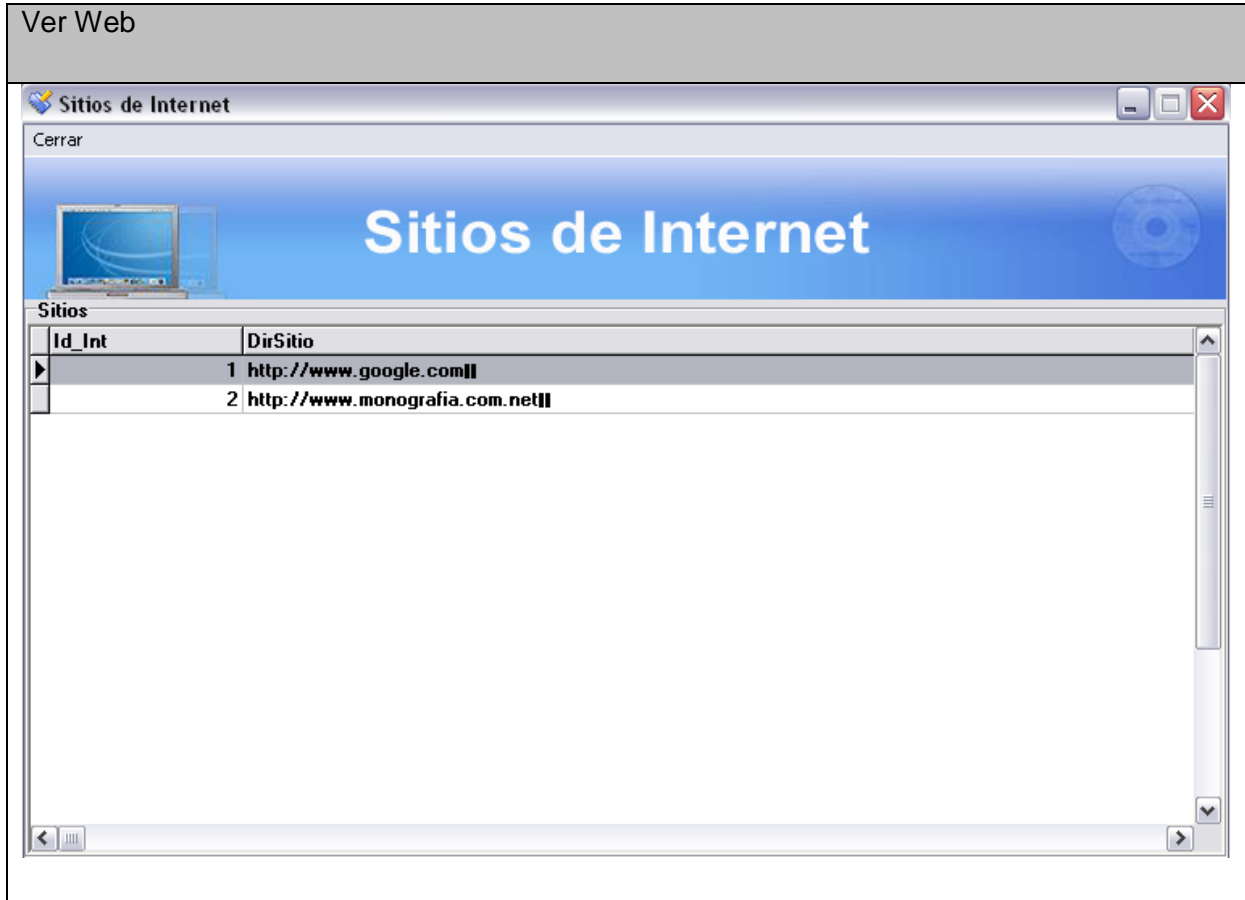 Ver Web
Sitios de Internet
Cerrar
Sitios de Internet
Sitios
Id_Int DirSitio
1 http://www.google.com||
2 http://www.monografia.com.net||